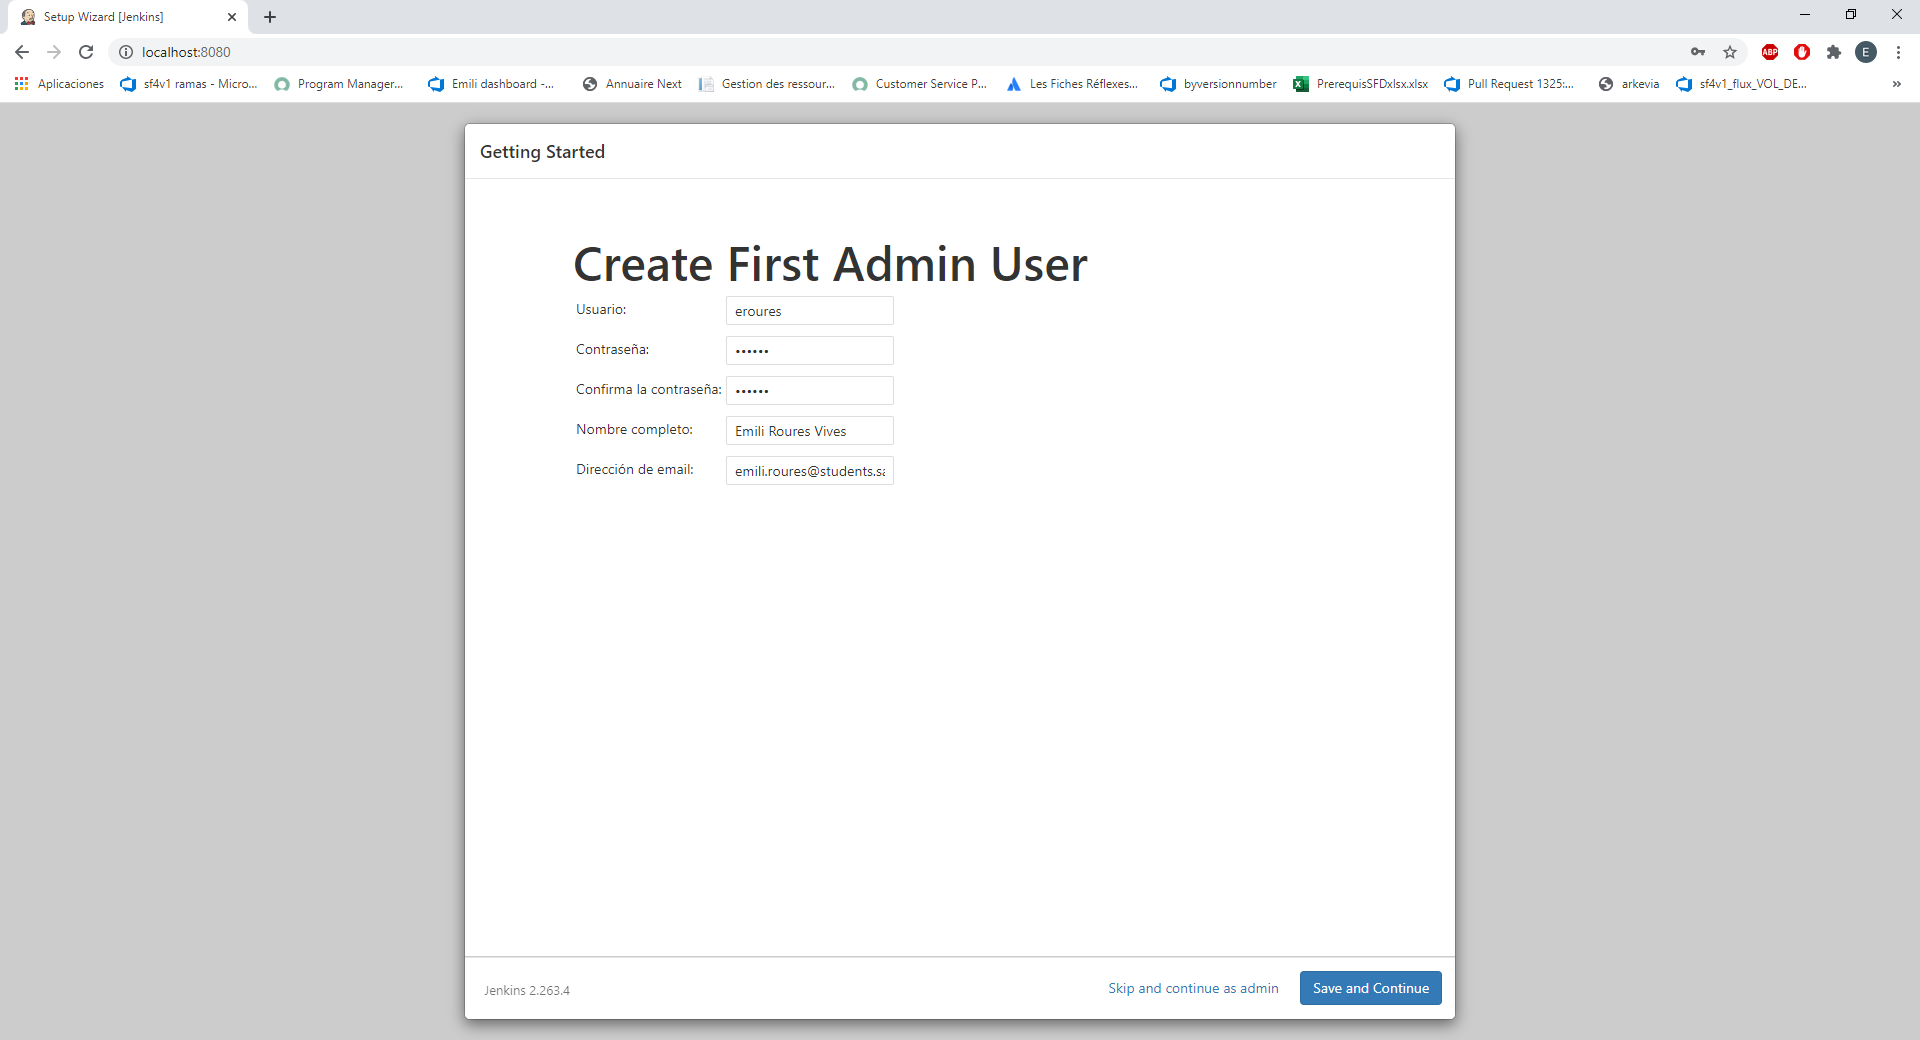 Setup Wizard [Jenkins]
localhost:8080
ABP
E
Aplicaciones
sf4v1 ramas - Micro...
Program Manager...
Emili dashboard -...
Annuaire Next
Gestion des ressour...
Customer Service P...
Les Fiches Réflexes...
byversionnumber
PrerequisSFDxlsx.xlsx
Pull Request 1325:...
arkevia
sf4v1_flux_VOL_DE...
Getting Started
Create First Admin User
Usuario: eroures
Contraseña: ••••••
Confirma la contraseña: ••••••
Nombre completo: Emili Roures Vives
Dirección de email: emili.roures@students.sa
Jenkins 2.263.4
Skip and continue as admin
Save and Continue